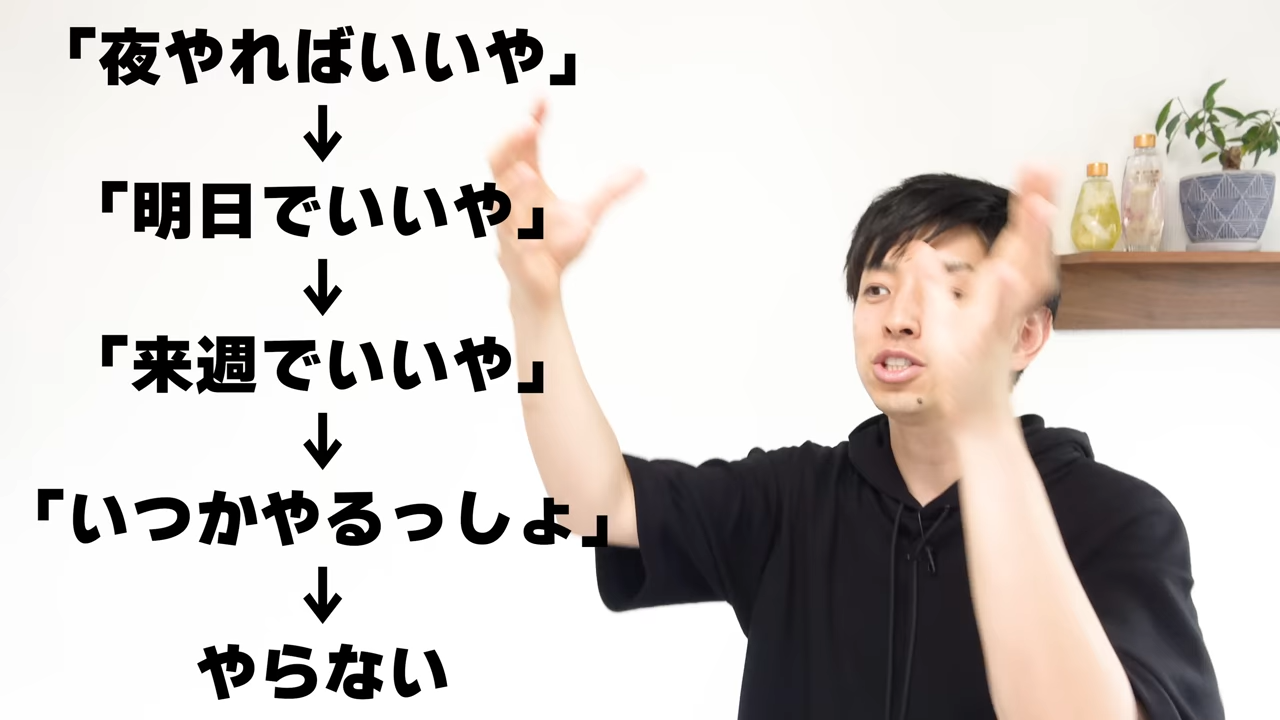 「夜やればいいや」
↓
「明日でいいや」
↓
「来週でいいや」
↓
「いつかやるっしょ」
↓
やらない